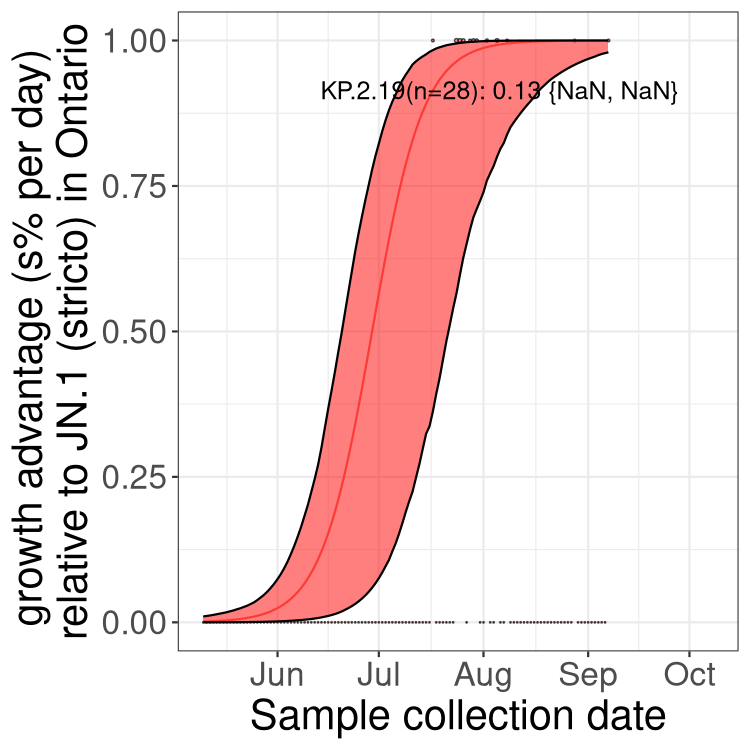 growth advantage (s% per day)
relative to JN.1 (stricto) in Ontario
1.00
0.75
0.50
0.25
0.00
KP.2.19(n=28): 0.13 {NaN, NaN}
Jun Jul Aug Sep Oct
Sample collection date